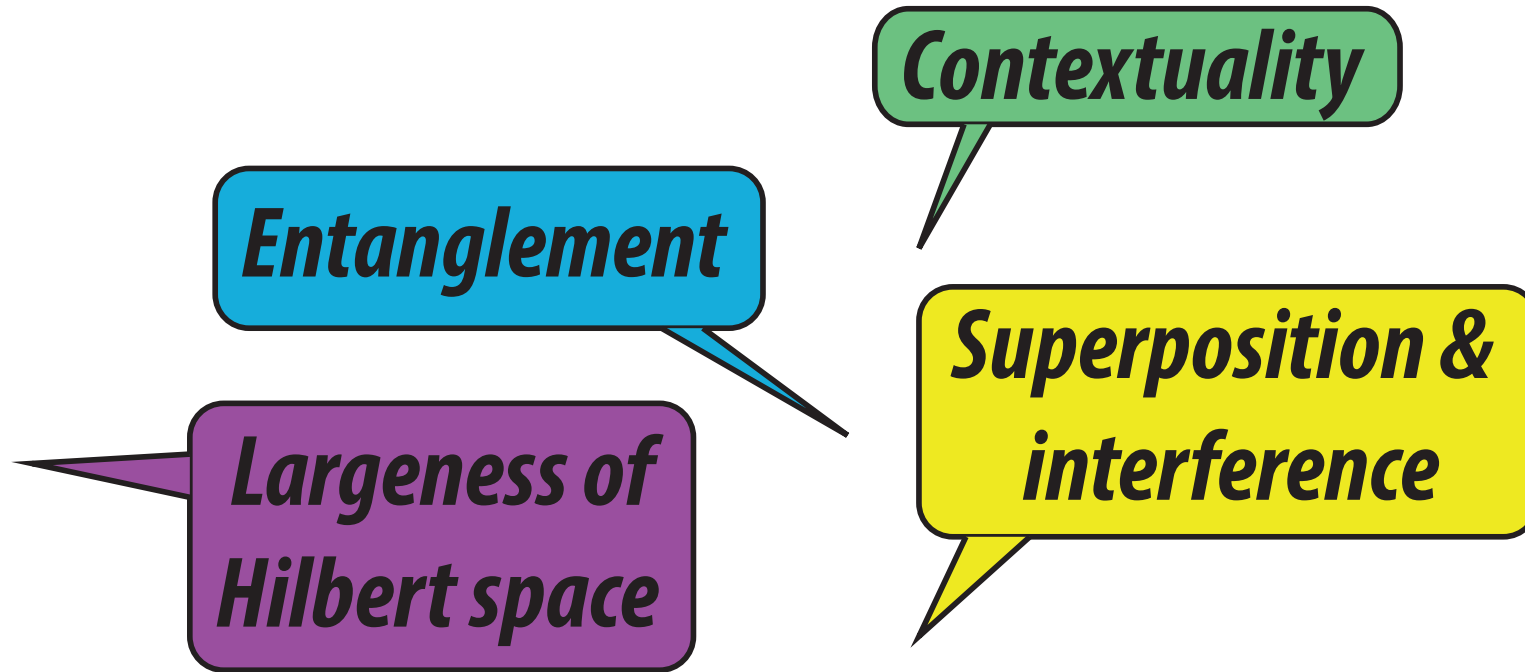 Contextuality
Entanglement
Superposition &
interference
Largeness of
Hilbert space